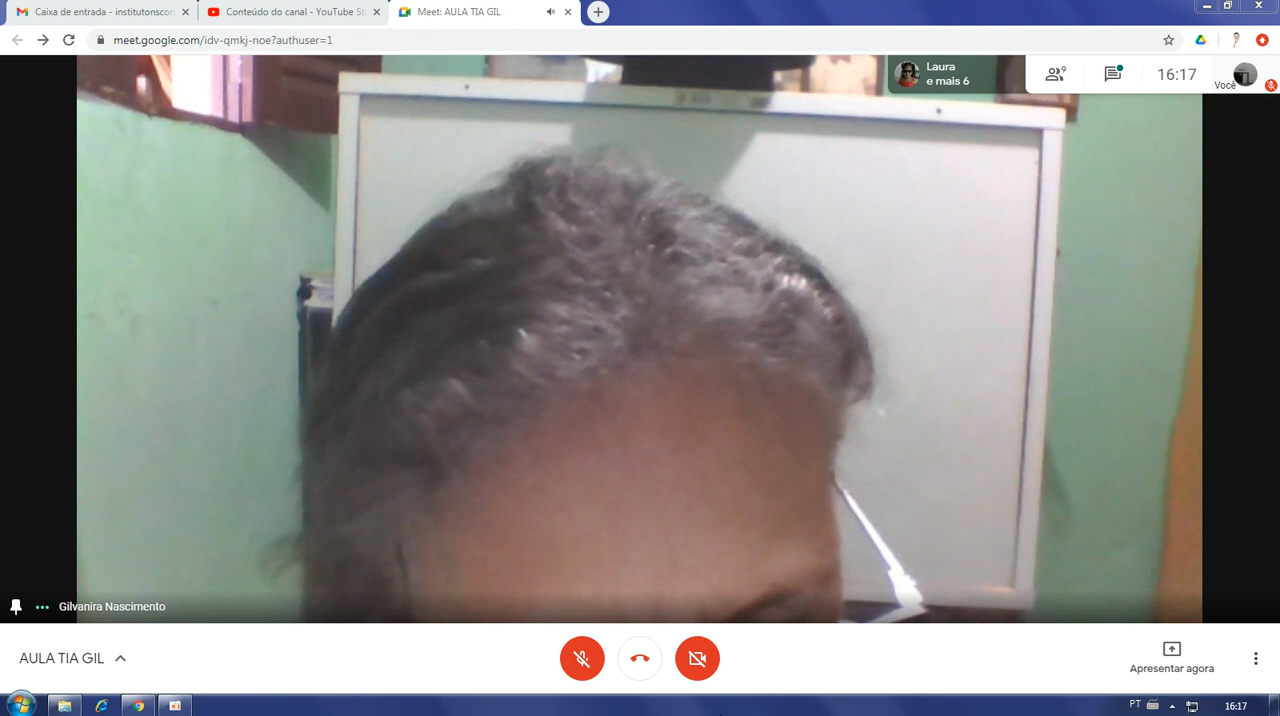 Caixa de entrada - institutonscon
Conteúdo do canal - YouTube St
Meet: AULA TIA GIL
meet.google.com/idv-qmkj-noe?authuser=1
Laura
e mais 6
9
16:17
Você
Gilvanira Nascimento
AULA TIA GIL
Apresentar agora
PT
16:17